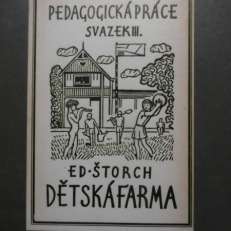 PEDAGOGICKÁ PRÁCE
SVAZEK III.
ED·ŠTORCH
DĚTSKÁ FARMA